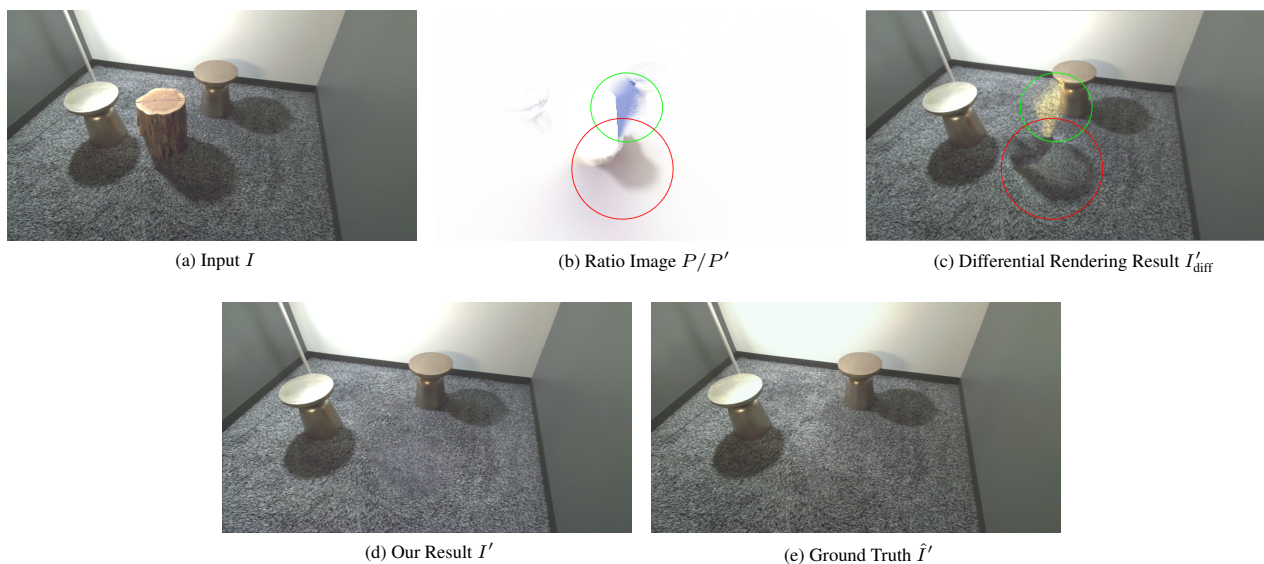 (a) Input I
(b) Ratio Image P/P′
(c) Differential Rendering Result I′diff
(d) Our Result I′
(e) Ground Truth Î′